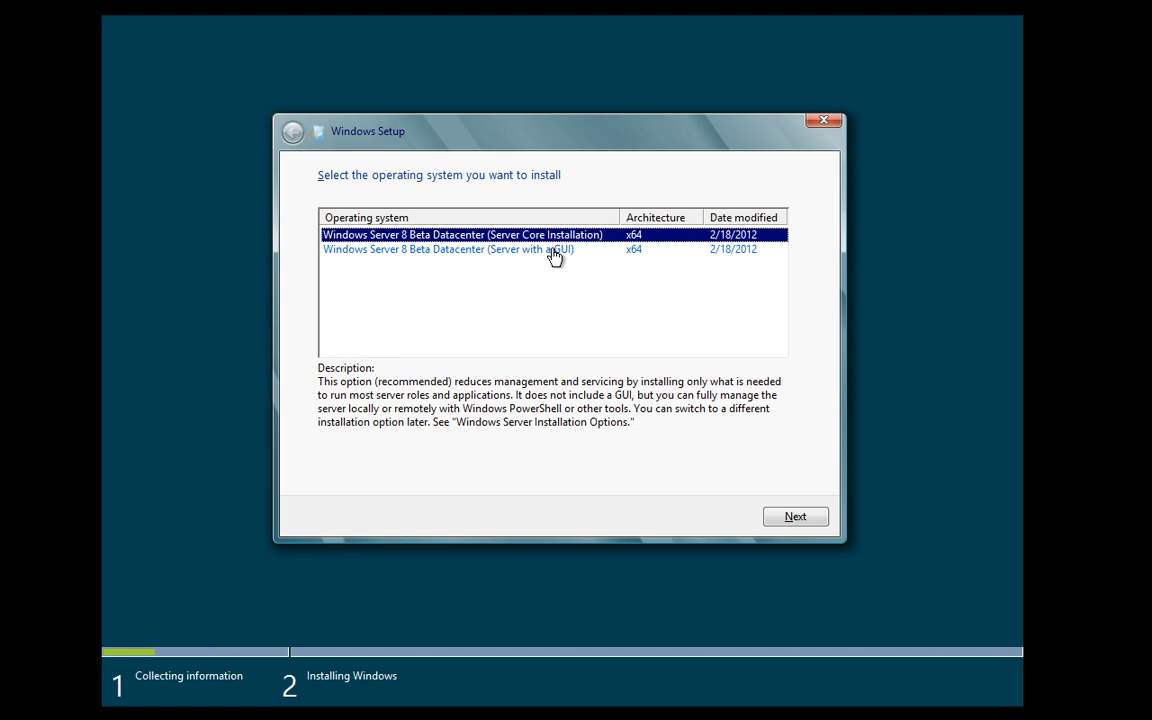 Windows Setup
Select the operating system you want to install
Operating system Architecture Date modified
Windows Server 8 Beta Datacenter (Server Core Installation) x64 2/18/2012
Windows Server 8 Beta Datacenter (Server with a GUI) x64 2/18/2012
Description:
This option (recommended) reduces management and servicing by installing only what is needed
to run most server roles and applications. It does not include a GUI, but you can fully manage the
server locally or remotely with Windows PowerShell or other tools. You can switch to a different
installation option later. See "Windows Server Installation Options."
Next
1 Collecting information
2 Installing Windows